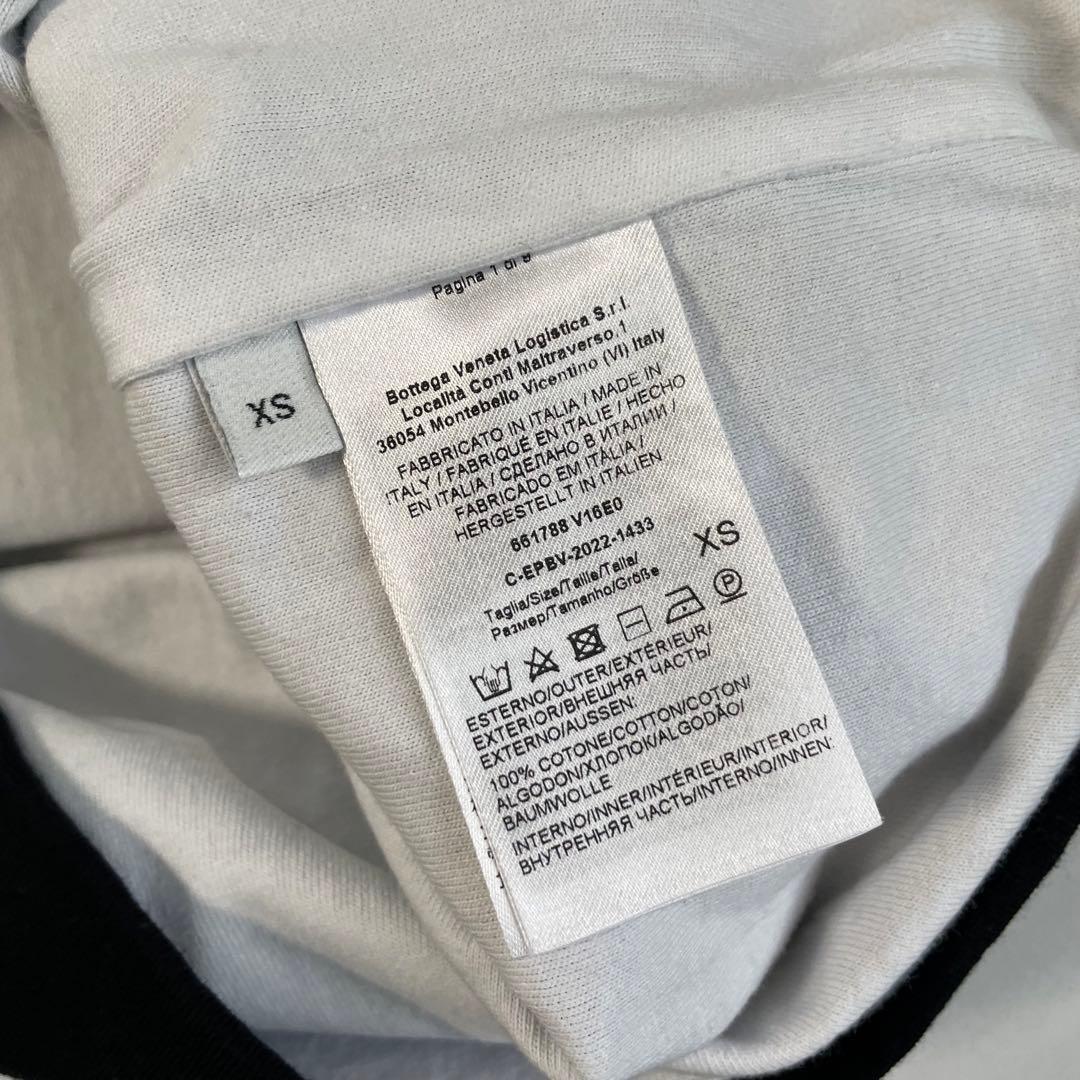 Pagina 1 di 9
XS
Bottega Veneta Logistica S.r.l.
Località Conti Maltraverso,1
36054 Montebello Vicentino (VI) Italy
FABBRICATO IN ITALIA / MADE IN
ITALY / FABRIQUÉ EN ITALIE / HECHO
EN ITALIA / СДЕЛАНО В ИТАЛИИ /
FABRICADO EM ITÁLIA /
HERGESTELLT IN ITALIEN
661788 V16E0
C-EPBV-2022-1433
Taglia/Size/Taille/Talla/
Размер/Tamanho/Größe
XS
P
ESTERNO/OUTER/EXTÉRIEUR/
EXTERIOR/ВНЕШНЯЯ ЧАСТЬ/
EXTERNO/AUSSEN:
100% COTONE/COTTON/COTON/
ALGODON/ХЛОПОК/ALGODÃO/
BAUMWOLLE
INTERNO/INNER/INTÉRIEUR/INTERIOR/
ВНУТРЕННЯЯ ЧАСТЬ/INTERNO/INNEN: